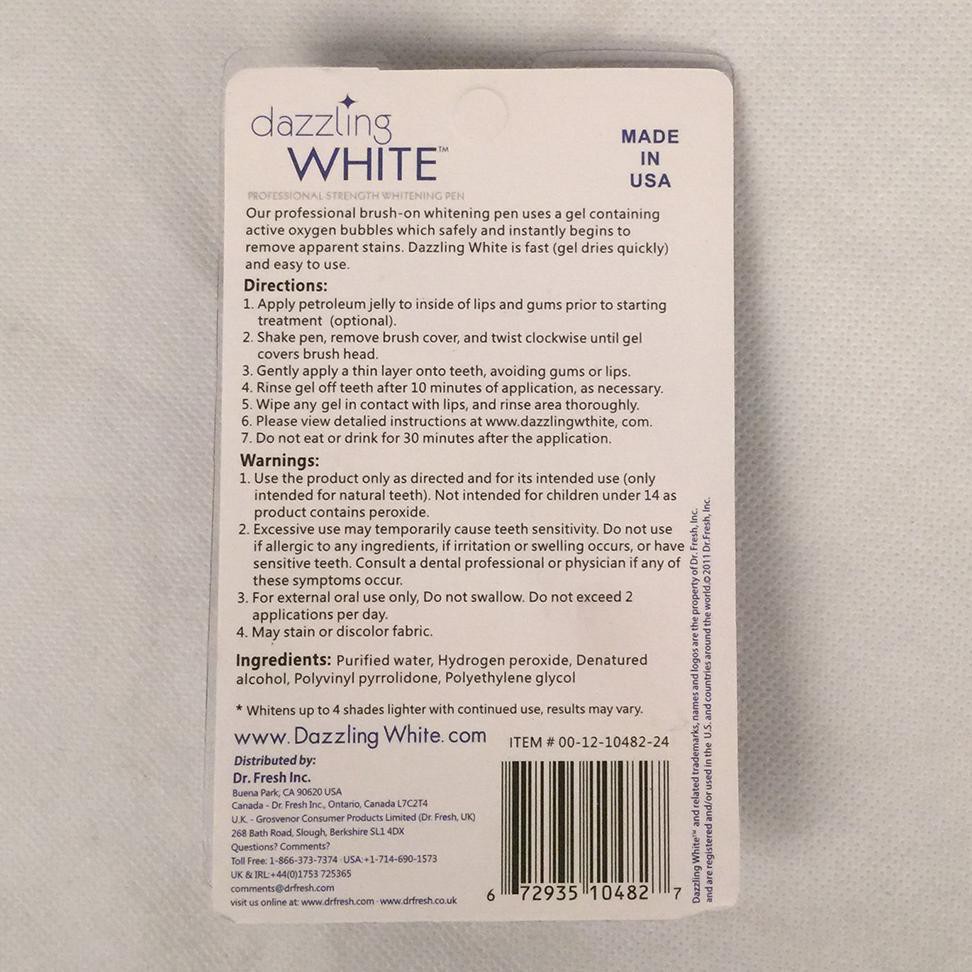 dazzling
WHITE™
PROFESSIONAL STRENGTH WHITENING PEN
MADE
IN
USA
Our professional brush-on whitening pen uses a gel containing
active oxygen bubbles which safely and instantly begins to
remove apparent stains. Dazzling White is fast (gel dries quickly)
and easy to use.
Directions:
1. Apply petroleum jelly to inside of lips and gums prior to starting
treatment (optional).
2. Shake pen, remove brush cover, and twist clockwise until gel
covers brush head.
3. Gently apply a thin layer onto teeth, avoiding gums or lips.
4. Rinse gel off teeth after 10 minutes of application, as necessary.
5. Wipe any gel in contact with lips, and rinse area thoroughly.
6. Please view detalied instructions at www.dazzlingwthite, com.
7. Do not eat or drink for 30 minutes after the application.
Warnings:
1. Use the product only as directed and for its intended use (only
intended for natural teeth). Not intended for children under 14 as
product contains peroxide.
2. Excessive use may temporarily cause teeth sensitivity. Do not use
if allergic to any ingredients, if irritation or swelling occurs, or have
sensitive teeth. Consult a dental professional or physician if any of
these symptoms occur.
3. For external oral use only, Do not swallow. Do not exceed 2
applications per day.
4. May stain or discolor fabric.
Ingredients: Purified water, Hydrogen peroxide, Denatured
alcohol, Polyvinyl pyrrolidone, Polyethylene glycol
* Whitens up to 4 shades lighter with continued use, results may vary.
www. Dazzling White. com
ITEM # 00-12-10482-24
Distributed by:
Dr. Fresh Inc.
Buena Park, CA 90620 USA
Canada - Dr. Fresh Inc., Ontario, Canada L7C2T4
U.K. - Grosvenor Consumer Products Limited (Dr. Fresh, UK)
268 Bath Road, Slough, Berkshire SL1 4DX
Questions? Comments?
Toll Free: 1-866-373-7374 · USA:+1-714-690-1573
UK & IRL:+44(0)1753 725365
comments@drfresh.com
visit us online at: www.drfresh.com · www.drfresh.co.uk
6 72935 10482 7
Dazzling White™ and related trademarks, names and logos are the property of Dr. Fresh, Inc.
and are registered and/or used in the U.S. and countries around the world.©2011 Dr.Fresh, Inc.